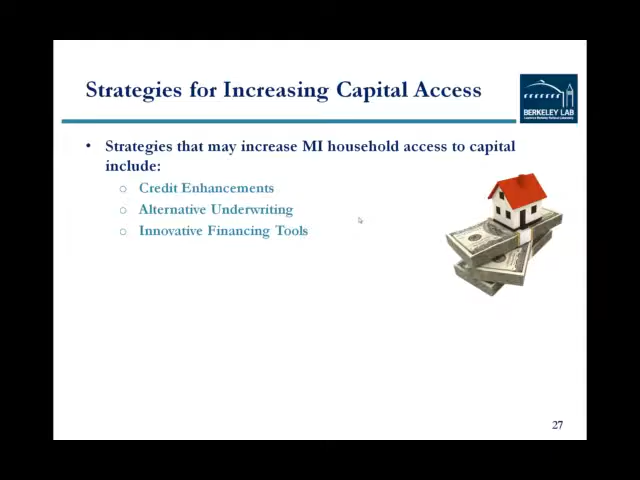 Strategies for Increasing Capital Access
BERKELEY LAB
• Strategies that may increase MI household access to capital
include:
○ Credit Enhancements
○ Alternative Underwriting
○ Innovative Financing Tools
27